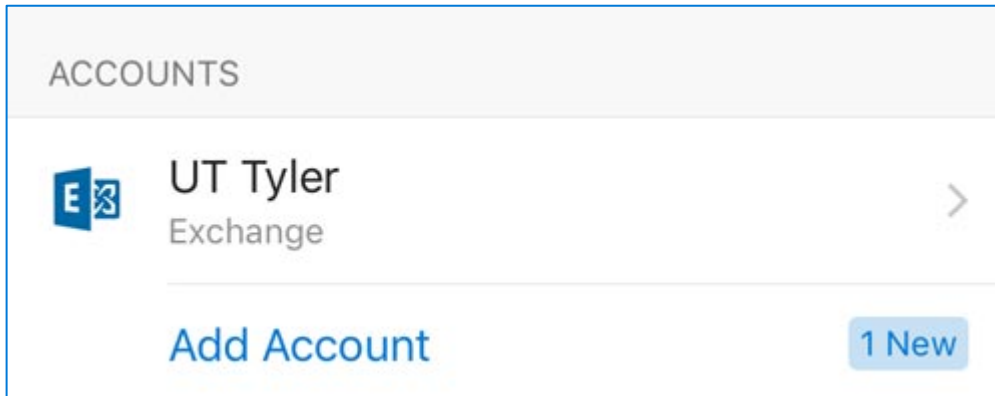 ACCOUNTS
E
UT Tyler
Exchange
Add Account
1 New